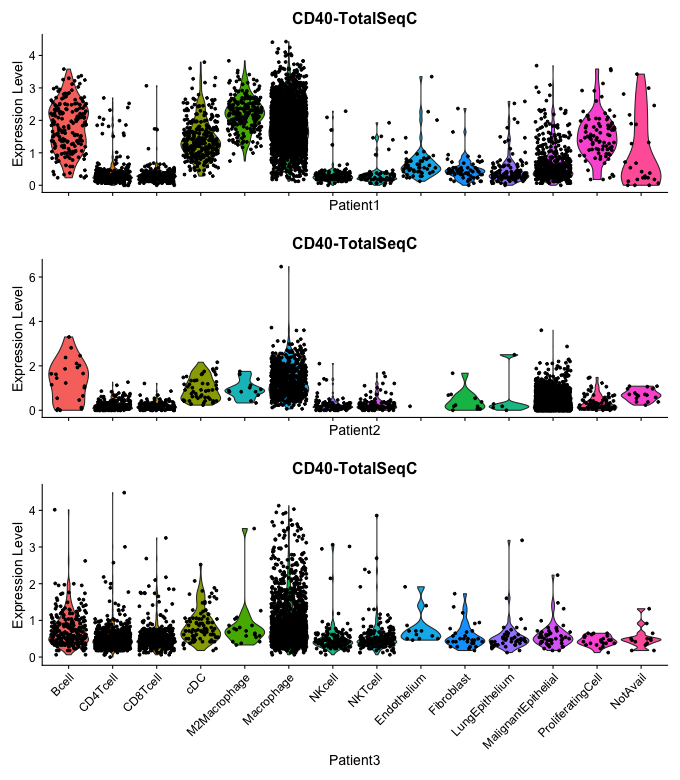 CD40-TotalSeqC
Expression Level
4
3
2
1
0
Patient1
CD40-TotalSeqC
Expression Level
6
4
2
0
Patient2
CD40-TotalSeqC
Expression Level
4
3
2
1
0
Bcell
CD4Tcell
CD8Tcell
cDC
M2Macrophage
Macrophage
NKcell
NKTcell
Endothelium
Fibroblast
LungEpithelium
MalignantEpithelial
ProliferatingCell
NotAvail
Patient3